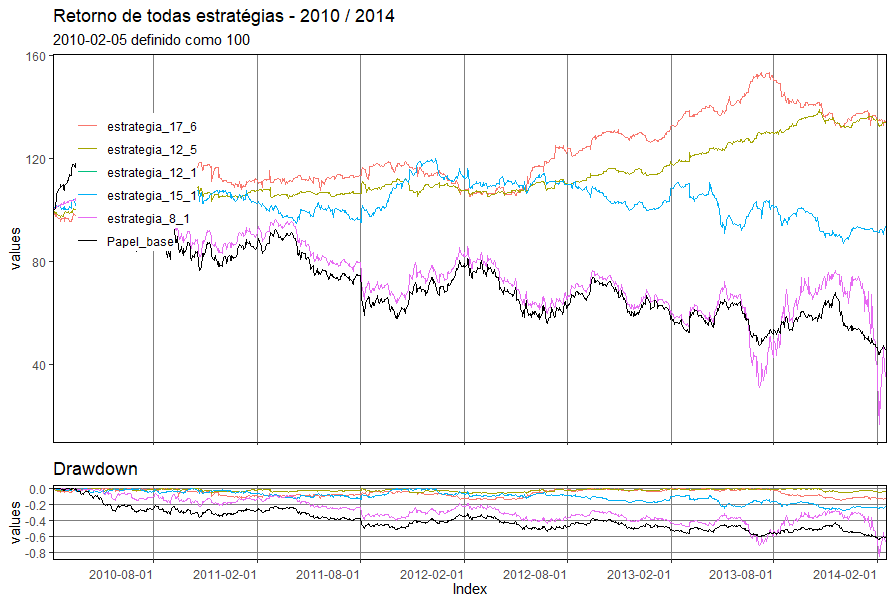 Retorno de todas estratégias - 2010 / 2014
2010-02-05 definido como 100
160
120
80
40
values
estrategia_17_6
estrategia_12_5
estrategia_12_1
estrategia_15_1
estrategia_8_1
Papel_base
Drawdown
0.0
-0.2
-0.4
-0.6
-0.8
values
2010-08-01
2011-02-01
2011-08-01
2012-02-01
2012-08-01
2013-02-01
2013-08-01
2014-02-01
Index